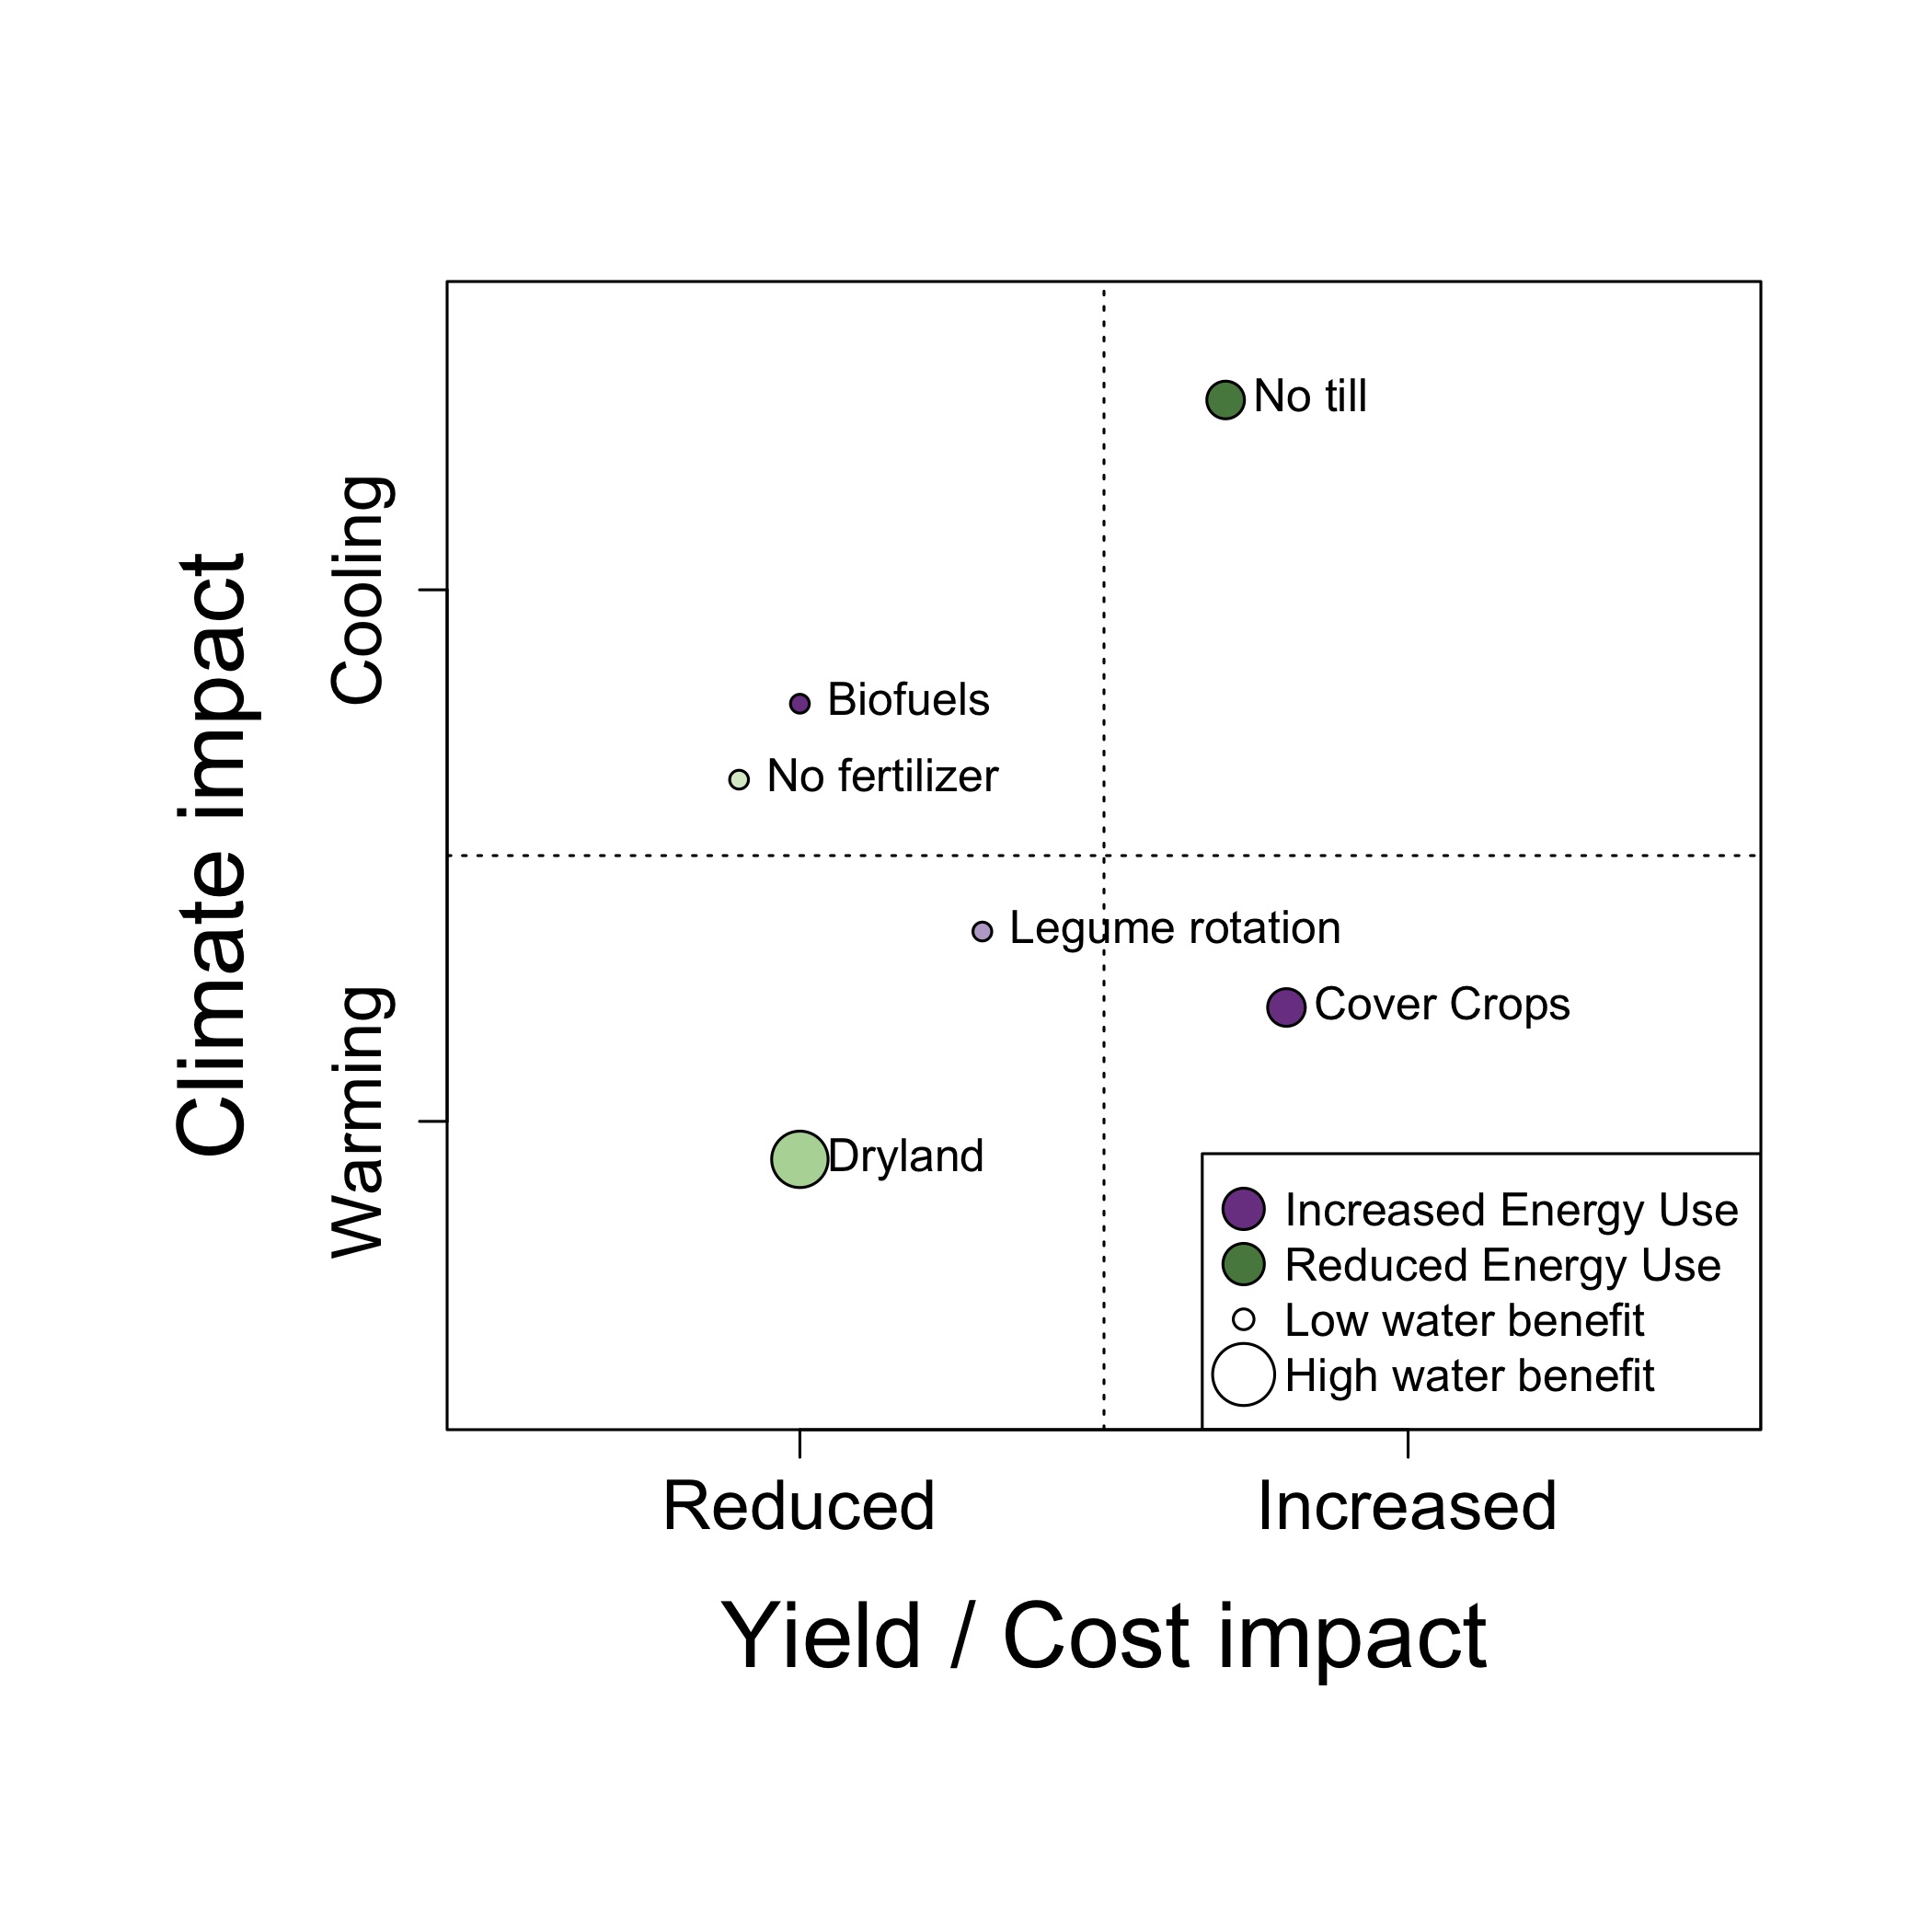 No till
Cooling
Climate impact
Biofuels
No fertilizer
Legume rotation
Cover Crops
Warming
Dryland
Increased Energy Use
Reduced Energy Use
Low water benefit
High water benefit
Reduced
Increased
Yield / Cost impact